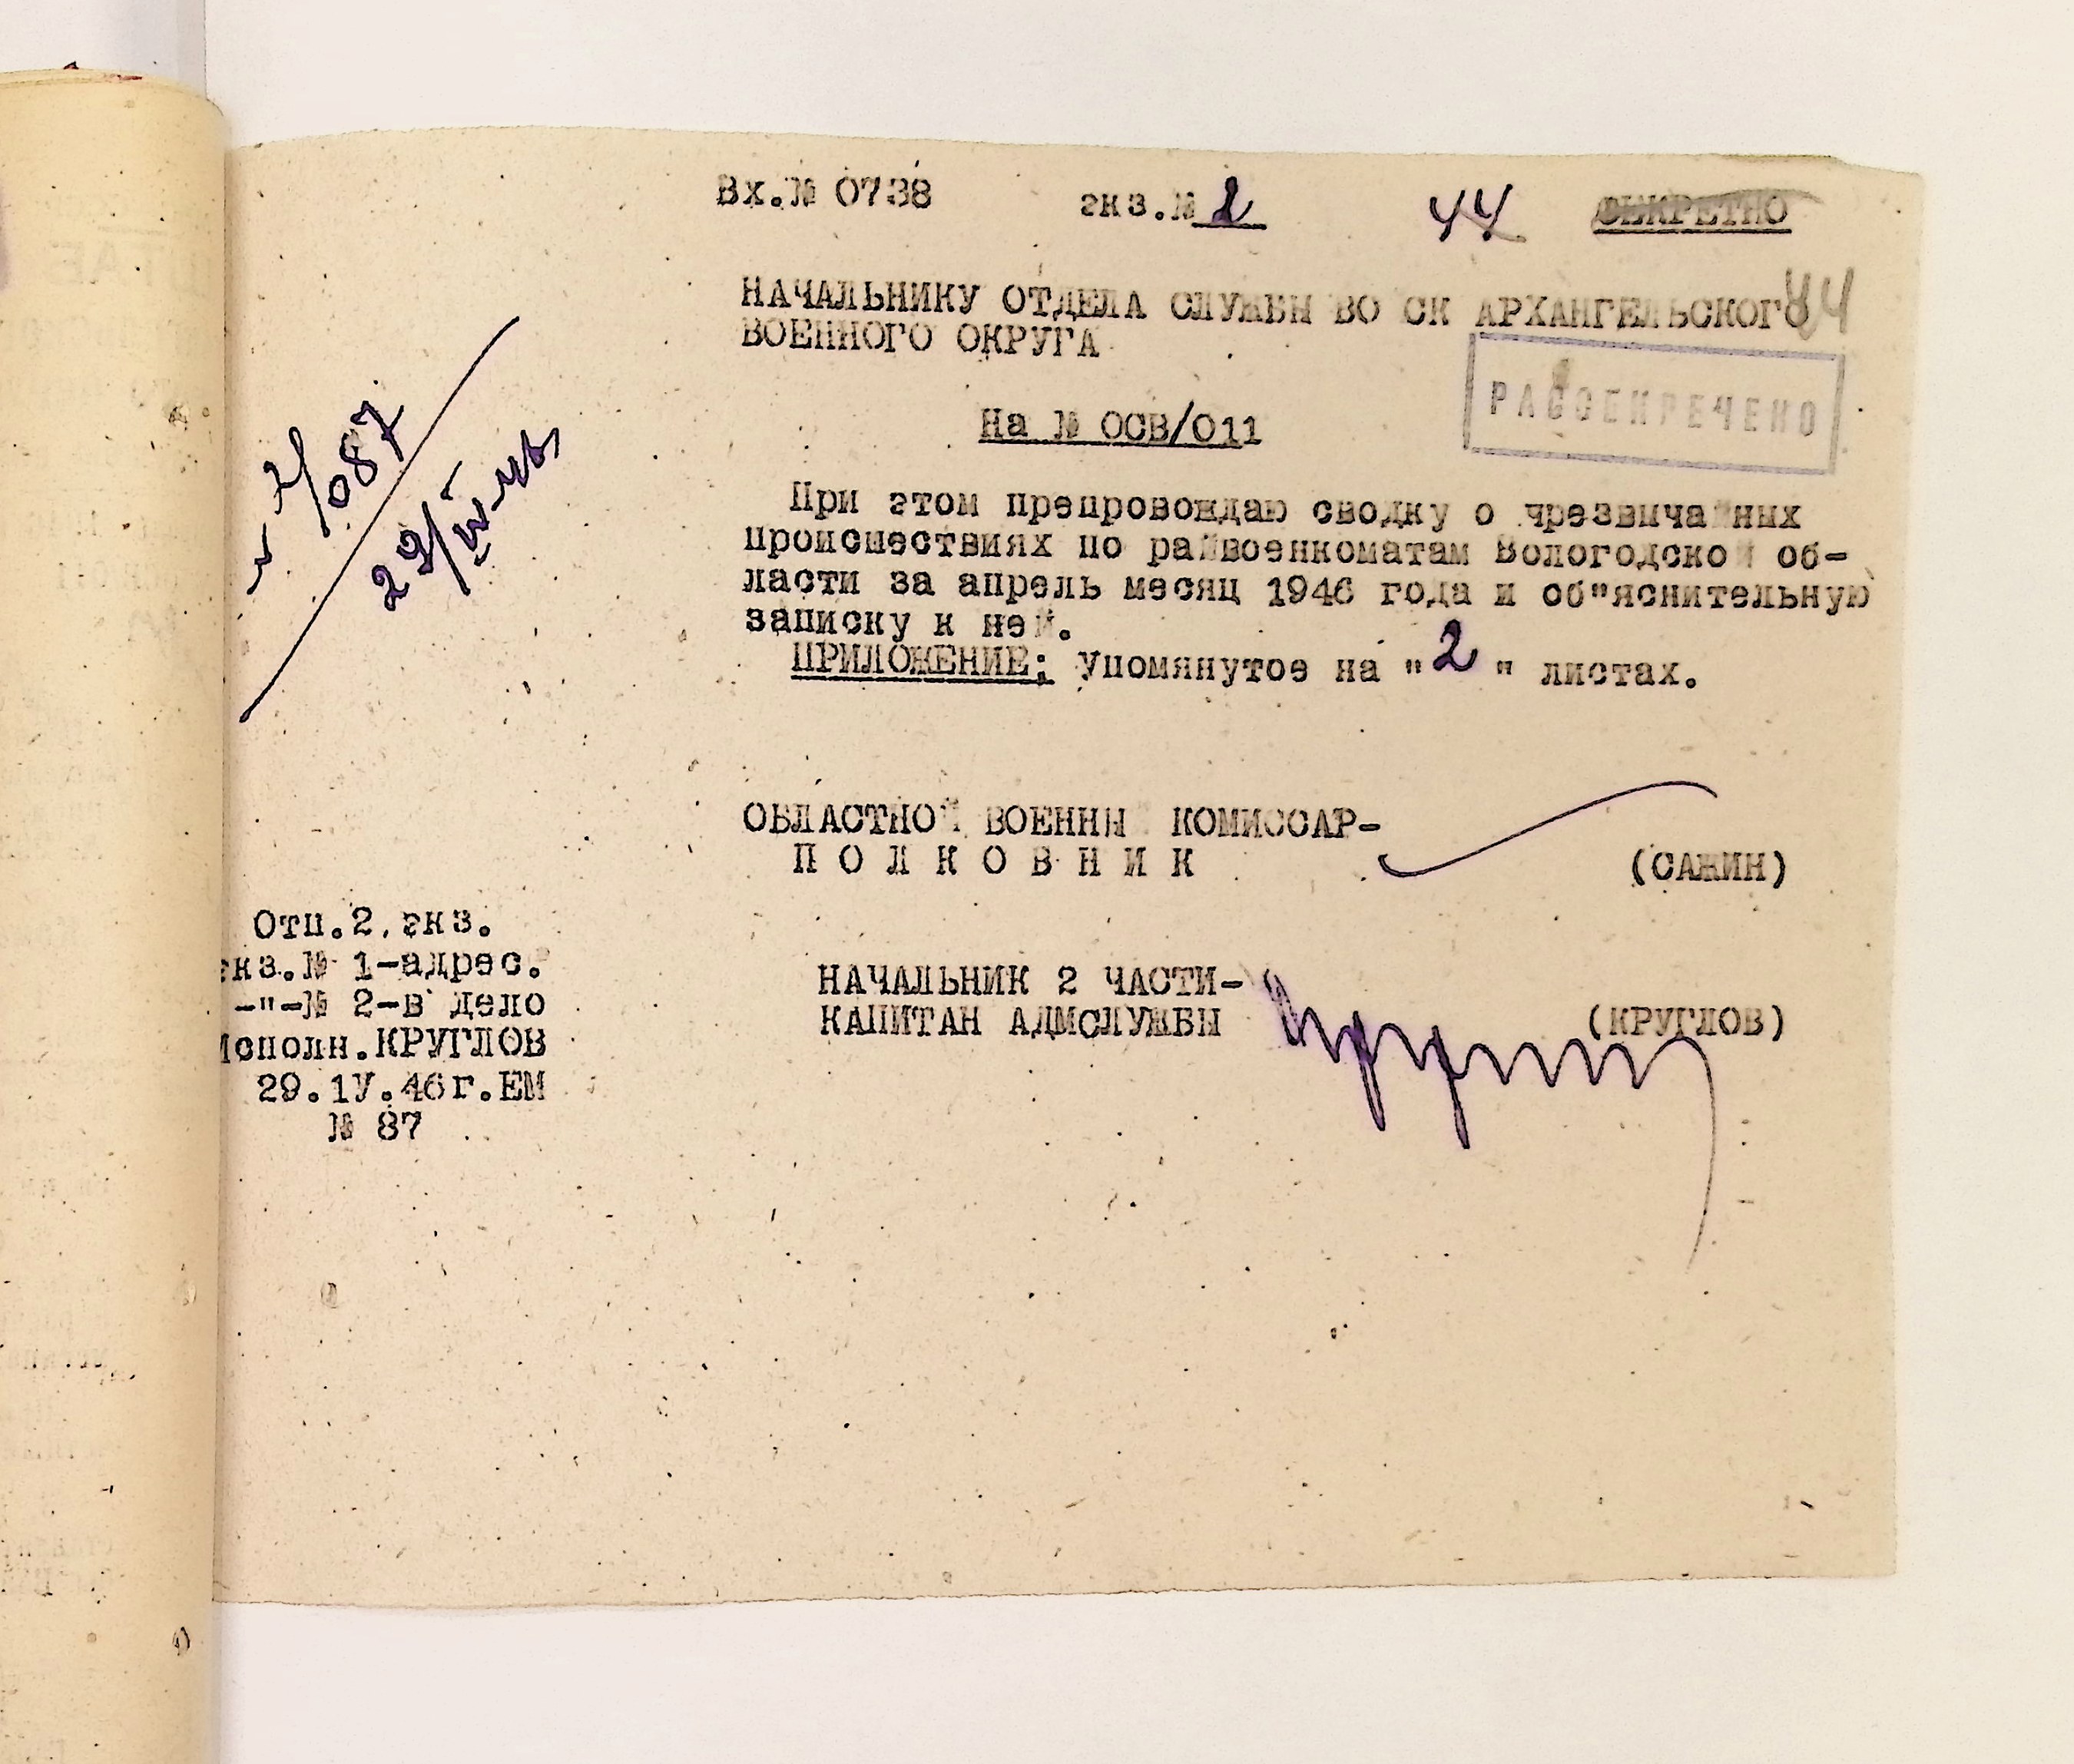 Вх.№ 0738 экз.№ 2 44 СЕКРЕТНО
НАЧАЛЬНИКУ ОТДЕЛА СЛУЖБЫ ВО СК АРХАНГЕЛЬСКОГО 44
ВОЕННОГО ОКРУГА
РАССЕКРЕЧЕНО
На № ОСВ/011
2/087
29/IV-46
При этом препровождаю сводку о чрезвычайных
происшествиях по райвоенкоматам Вологодской об-
ласти за апрель месяц 1946 года и об"яснительную
записку к ней.
ПРИЛОЖЕНИЕ: упомянутое на "2" листах.
ОБЛАСТНОЙ ВОЕННЫЙ КОМИССАР-
ПОЛКОВНИК (САЖИН)
НАЧАЛЬНИК 2 ЧАСТИ-
КАПИТАН АДМСЛУЖБЫ (КРУГЛОВ)
Отп.2.экз.
экз.№ 1-адрес.
-"-№ 2-в дело
Исполн.КРУГЛОВ
29.1У.46г.ЕМ
№ 87